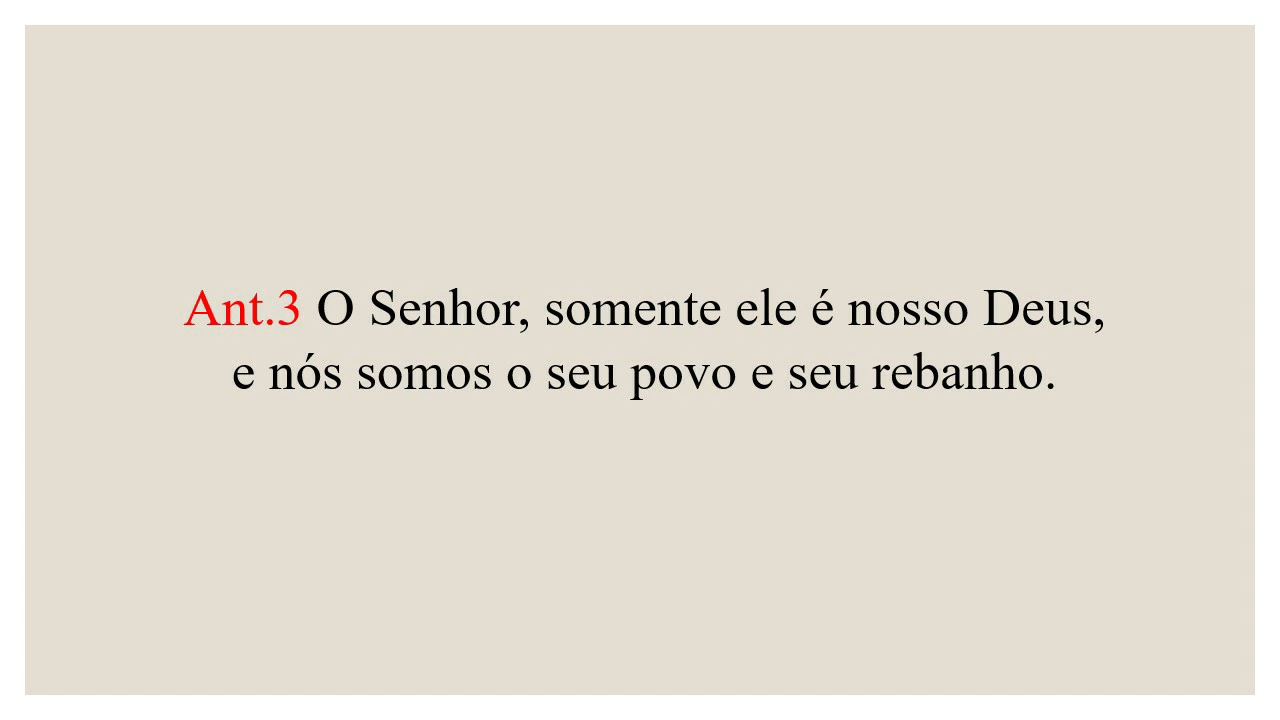 Ant.3 O Senhor, somente ele é nosso Deus,
e nós somos o seu povo e seu rebanho.